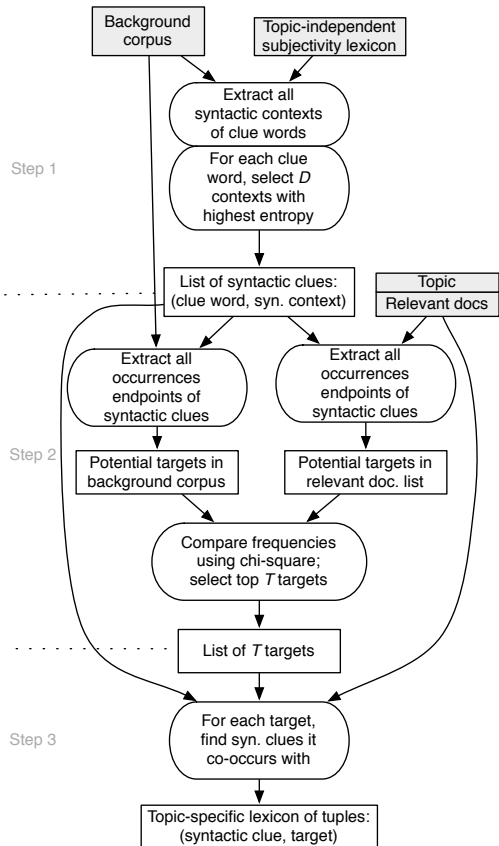 Background
corpus
Topic-independent
subjectivity lexicon
Extract all
syntactic contexts
of clue words
Step 1
For each clue
word, select D
contexts with
highest entropy
List of syntactic clues:
(clue word, syn. context)
Topic
Relevant docs
Extract all
occurrences
endpoints of
syntactic clues
Extract all
occurrences
endpoints of
syntactic clues
Step 2
Potential targets in
background corpus
Potential targets in
relevant doc. list
Compare frequencies
using chi-square;
select top T targets
List of T targets
Step 3
For each target,
find syn. clues it
co-occurs with
Topic-specific lexicon of tuples:
(syntactic clue, target)